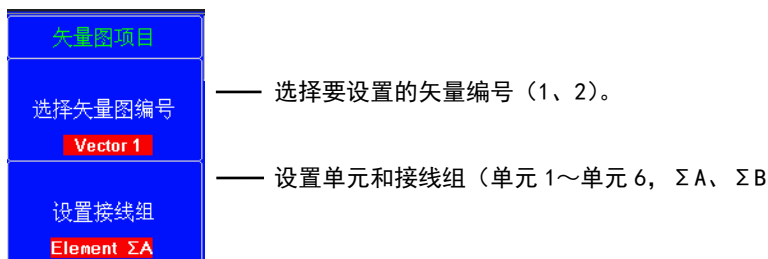 矢量图项目
选择矢量图编号
Vector 1
选择要设置的矢量编号（1、2）。
设置接线组
Element ΣA
设置单元和接线组（单元 1～单元 6，ΣA、ΣB